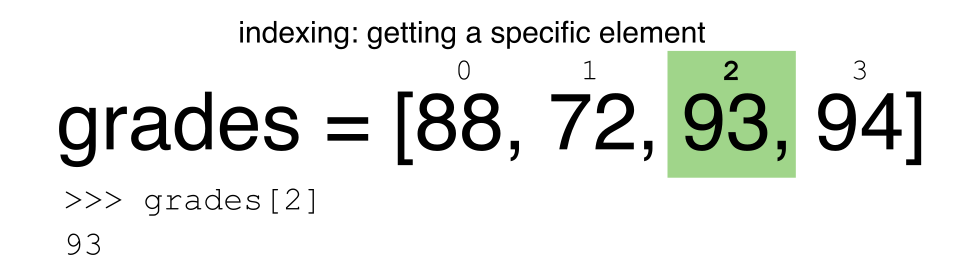 indexing: getting a specific element
0 1 2 3
grades = [88, 72, 93, 94]
>>> grades[2]
93